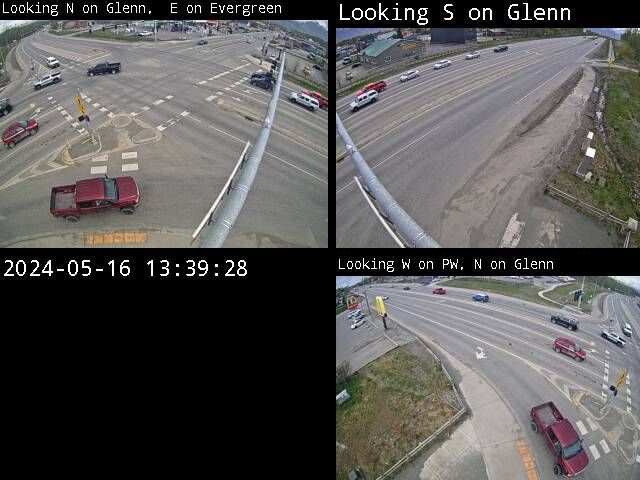 Looking N on Glenn,  E on Evergreen
Looking S on Glenn
2024-05-16 13:39:28
Looking W on PW, N on Glenn